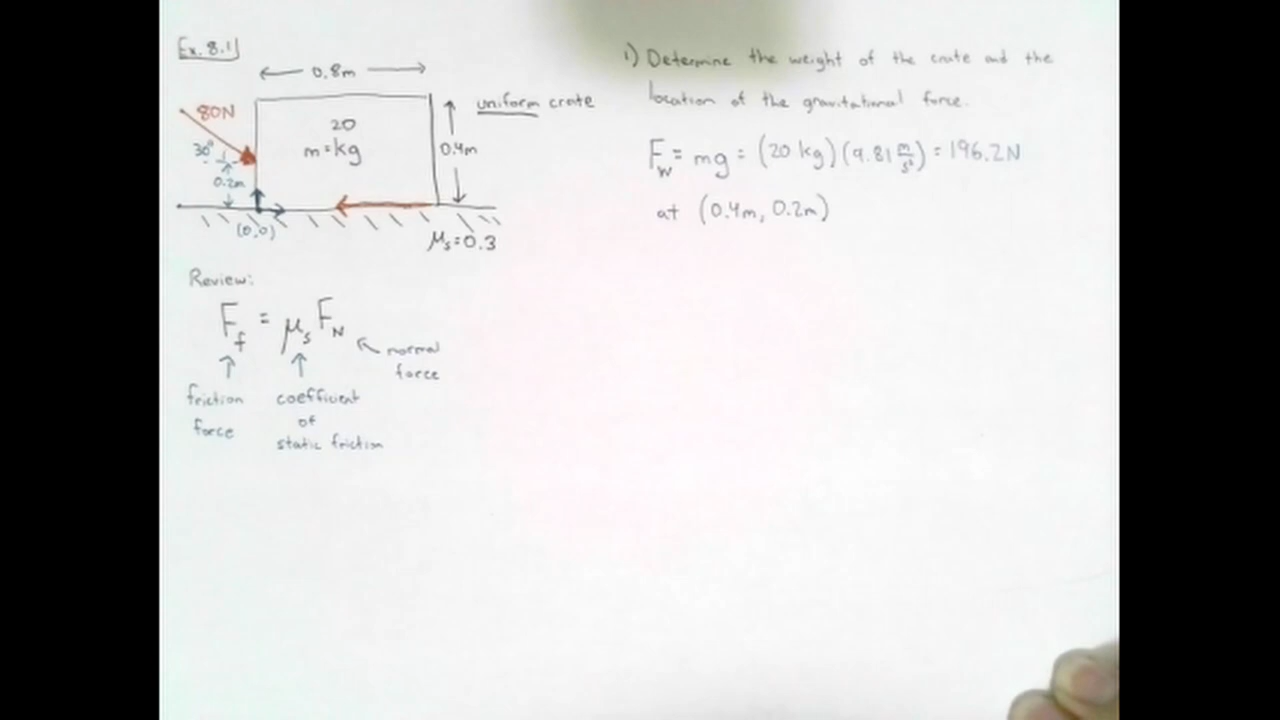 Ex. 8.1
0.8m
80N
30°
0.2m
20
m=kg
uniform crate
0.4m
(0,0)
μs=0.3
Review:
Ff = μs FN
normal
force
friction
force
coefficient
of
static friction
1) Determine the weight of the crate and the
location of the gravitational force.
Fw = mg = (20 kg)(9.81 m/s²) = 196.2N
at (0.4m, 0.2m)